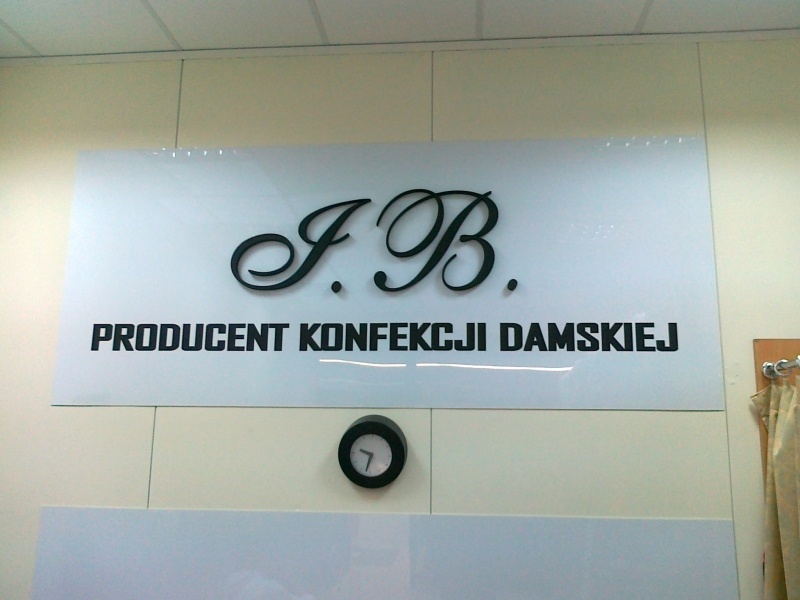 I.B.
PRODUCENT KONFEKCJI DAMSKIEJ